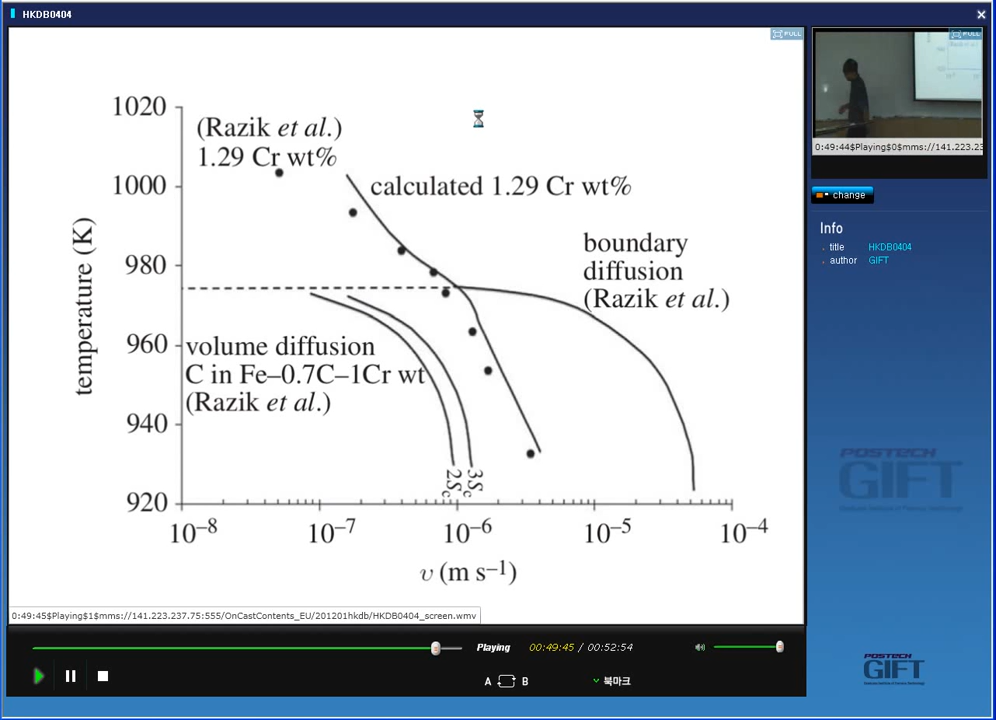 HKDB0404
FULL
FULL
1020
(Razik et al.)
1.29 Cr wt%
1000
calculated 1.29 Cr wt%
boundary
diffusion
(Razik et al.)
980
temperature (K)
960
volume diffusion
C in Fe–0.7C–1Cr wt
(Razik et al.)
940
2Sc
3Sc
920
10–8
10–7
10–6
10–5
10–4
υ (m s–1)
0:49:45$Playing$1$mms://141.223.237.75:555/OnCastContents_EU/201201hkdb/HKDB0404_screen.wmv
Playing
00:49:45 / 00:52:54
A B
북마크
0:49:44$Playing$0$mms://141.223.23
change
Info
title HKDB0404
author GIFT
POSTECH
GIFT
POSTECH
GIFT